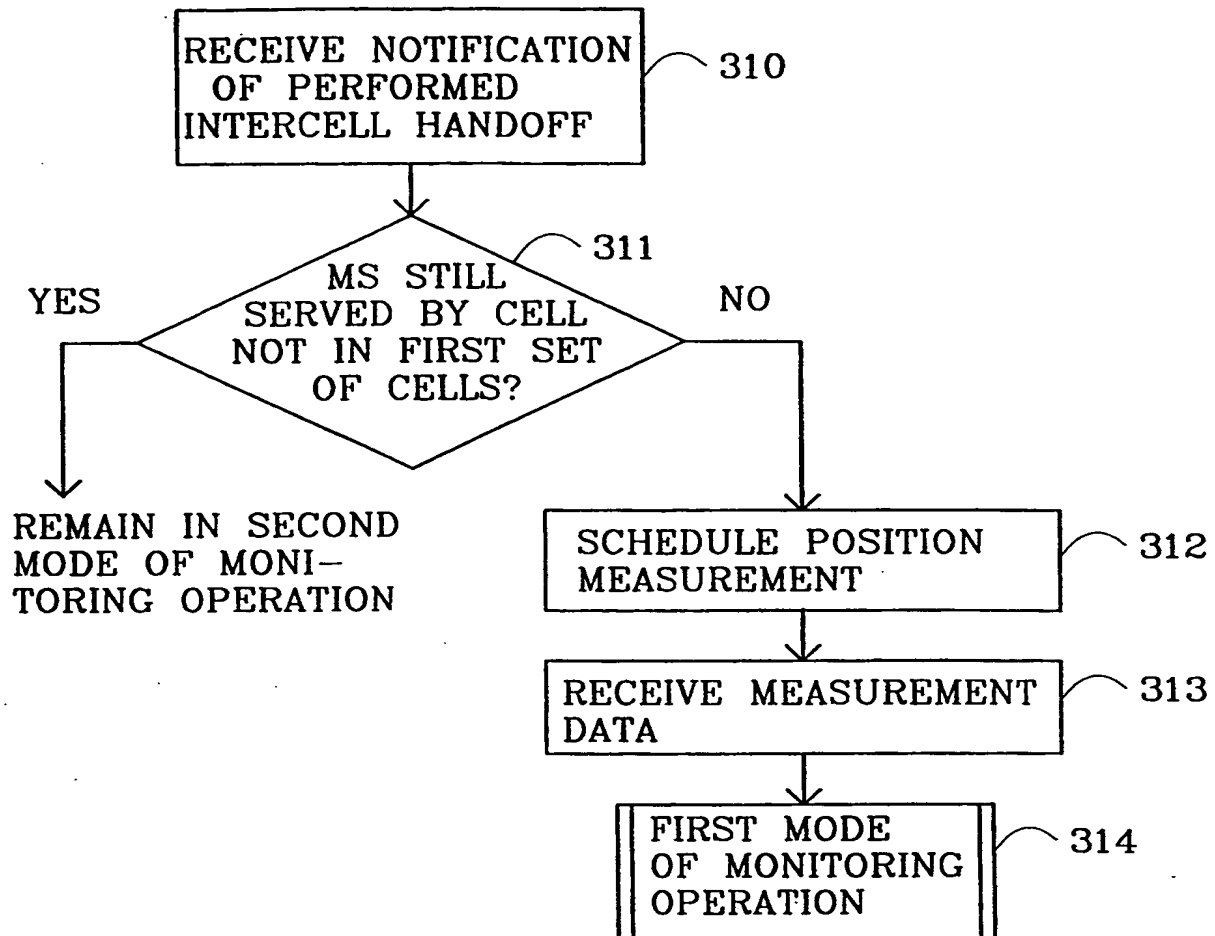 RECEIVE NOTIFICATION
OF PERFORMED
INTERCELL HANDOFF
310
311
MS STILL
SERVED BY CELL
NOT IN FIRST SET
OF CELLS?
YES
NO
REMAIN IN SECOND
MODE OF MONI-
TORING OPERATION
SCHEDULE POSITION
MEASUREMENT
312
RECEIVE MEASUREMENT
DATA
313
FIRST MODE
OF MONITORING
OPERATION
314